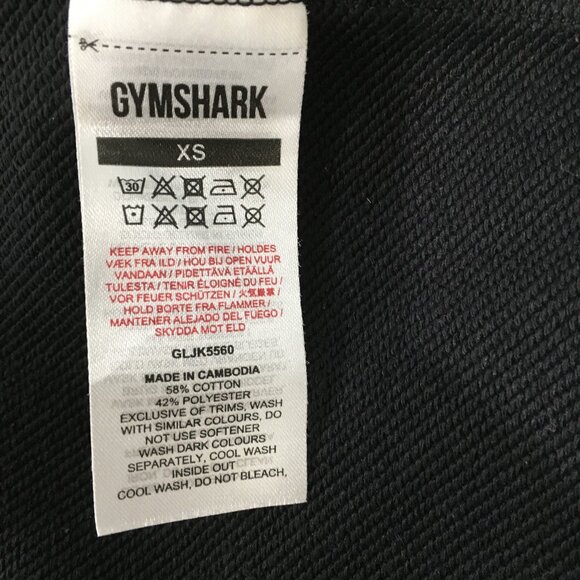 GYMSHARK
XS
30
KEEP AWAY FROM FIRE / HOLDES
VÆK FRA ILD / HOU BIJ OPEN VUUR
VANDAAN / PIDETTÄVÄ ETÄÄLLÄ
TULESTA / TENIR ÉLOIGNÉ DU FEU /
VOR FEUER SCHÜTZEN / 火気厳禁 /
HOLD BORTE FRA FLAMMER /
MANTENER ALEJADO DEL FUEGO /
SKYDDA MOT ELD
GLJK5560
MADE IN CAMBODIA
58% COTTON
42% POLYESTER
EXCLUSIVE OF TRIMS, WASH
WITH SIMILAR COLOURS, DO
NOT USE SOFTENER
WASH DARK COLOURS
SEPARATELY, COOL WASH
INSIDE OUT
COOL WASH, DO NOT BLEACH,